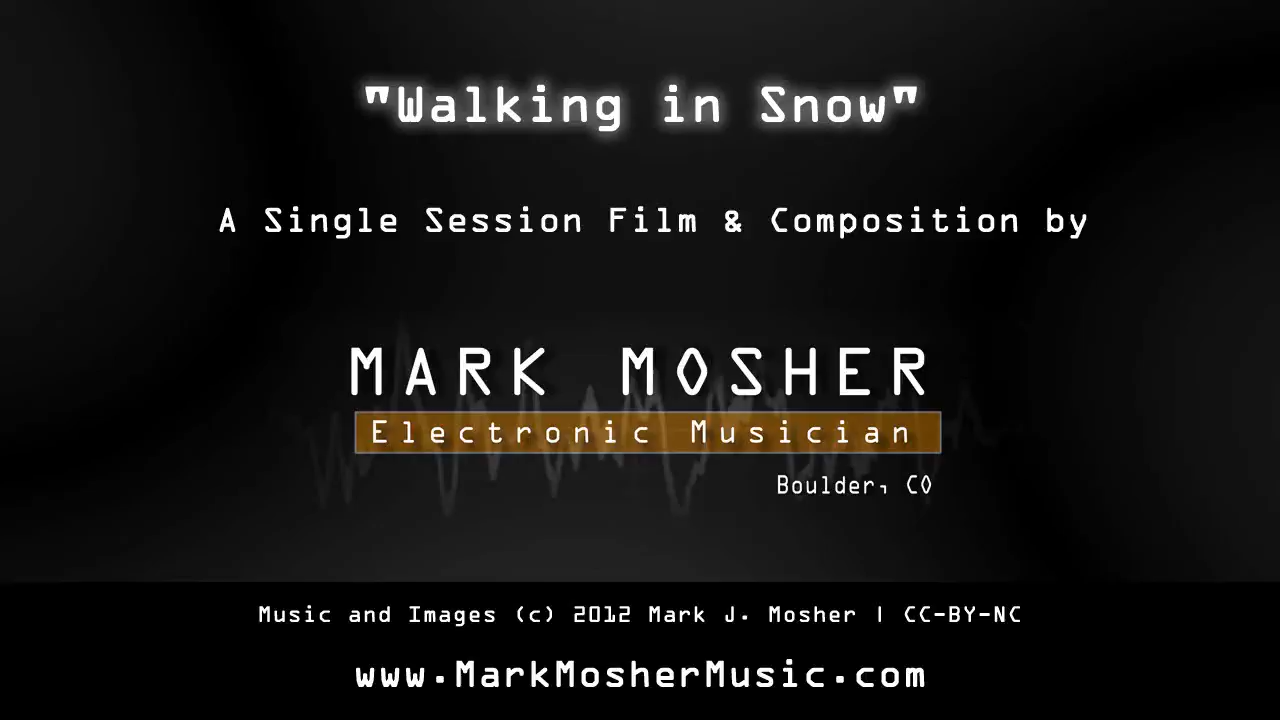 "Walking in Snow"
A Single Session Film & Composition by
MARK MOSHER
Electronic Musician
Boulder, CO
Music and Images (c) 2012 Mark J. Mosher | CC-BY-NC
www.MarkMosherMusic.com